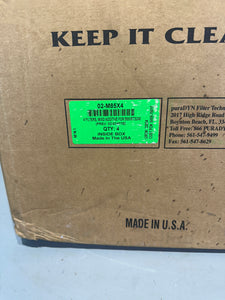 KEEP IT CLEA
puraDYN Filter Techn
2017 High Ridge Road
Boynton Beach, FL. 33
Toll Free: 866 PURADY
Phone: 561-547-9499
Fax: 561-547-8629
02-M85X4
QTY: 4
INSIDE BOX
Made in The USA
MADE IN U.S.A.